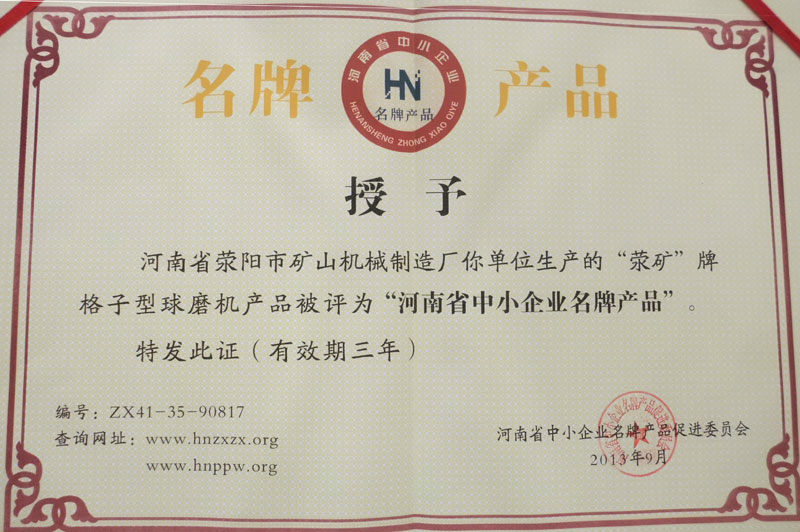 名牌 产品
河南省中小企业
HN
名牌产品
HENANSHENG ZHONG XIAO QIYE
授予
河南省荥阳市矿山机械制造厂你单位生产的“荥矿”牌
格子型球磨机产品被评为“河南省中小企业名牌产品”。
特发此证（有效期三年）
编号：ZX41-35-90817
查询网址：www.hnzxzx.org
www.hnppw.org
河南省中小企业名牌产品促进委员会
2013年9月